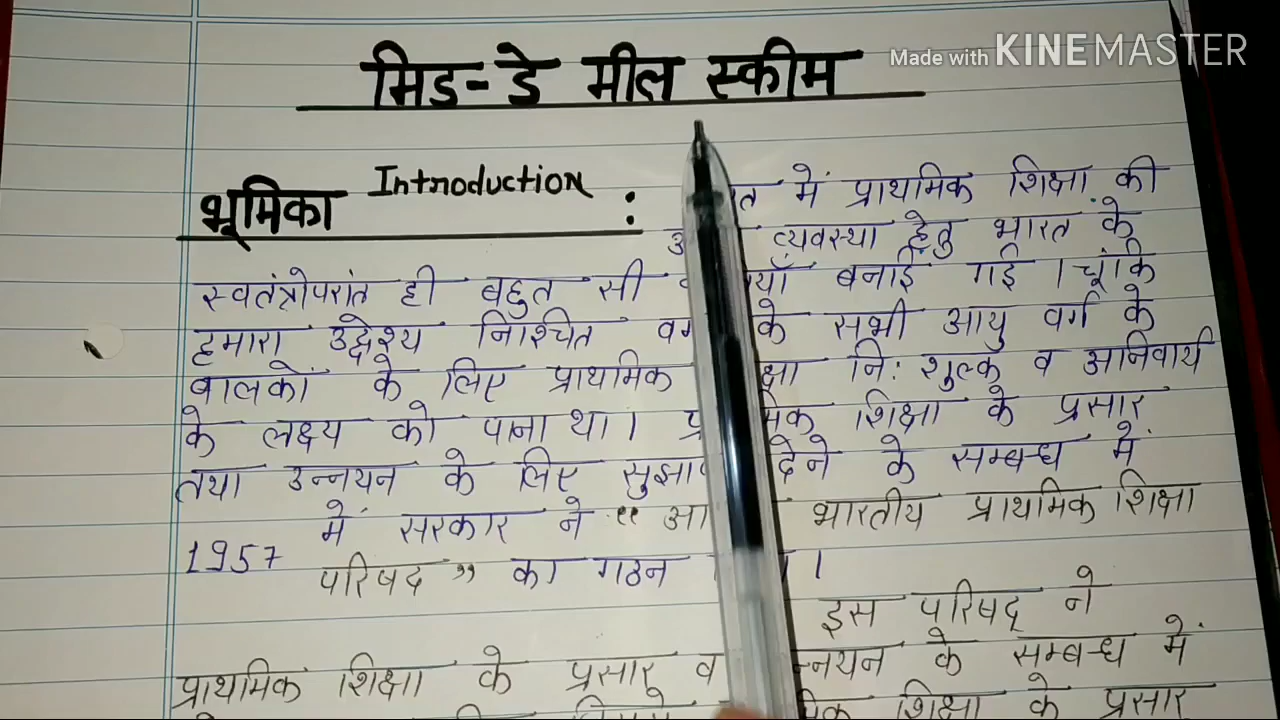 Made with KINEMASTER
मिड-डे मील स्कीम
भूमिका Introduction :
में प्राथमिक शिक्षा की
व्यवस्था हेतु भारत के
स्वतंत्रोपरांत ही बहुत सी बनाई गई । चूंकि
हमारा उद्देश्य निश्चित के सभी आयु वर्ग के
बालकों के लिए प्राथमिक नि: शुल्क व अनिवार्य
के लक्ष्य को पाना था । शिक्षा के प्रसार
तथा उन्नयन के लिए देने के सम्बन्ध में
1957 में सरकार ने “ भारतीय प्राथमिक शिक्षा
परिषद ” का गठन ।
इस परिषद् ने
प्राथमिक शिक्षा के प्रसार व के सम्बन्ध में
शिक्षा के प्रसार